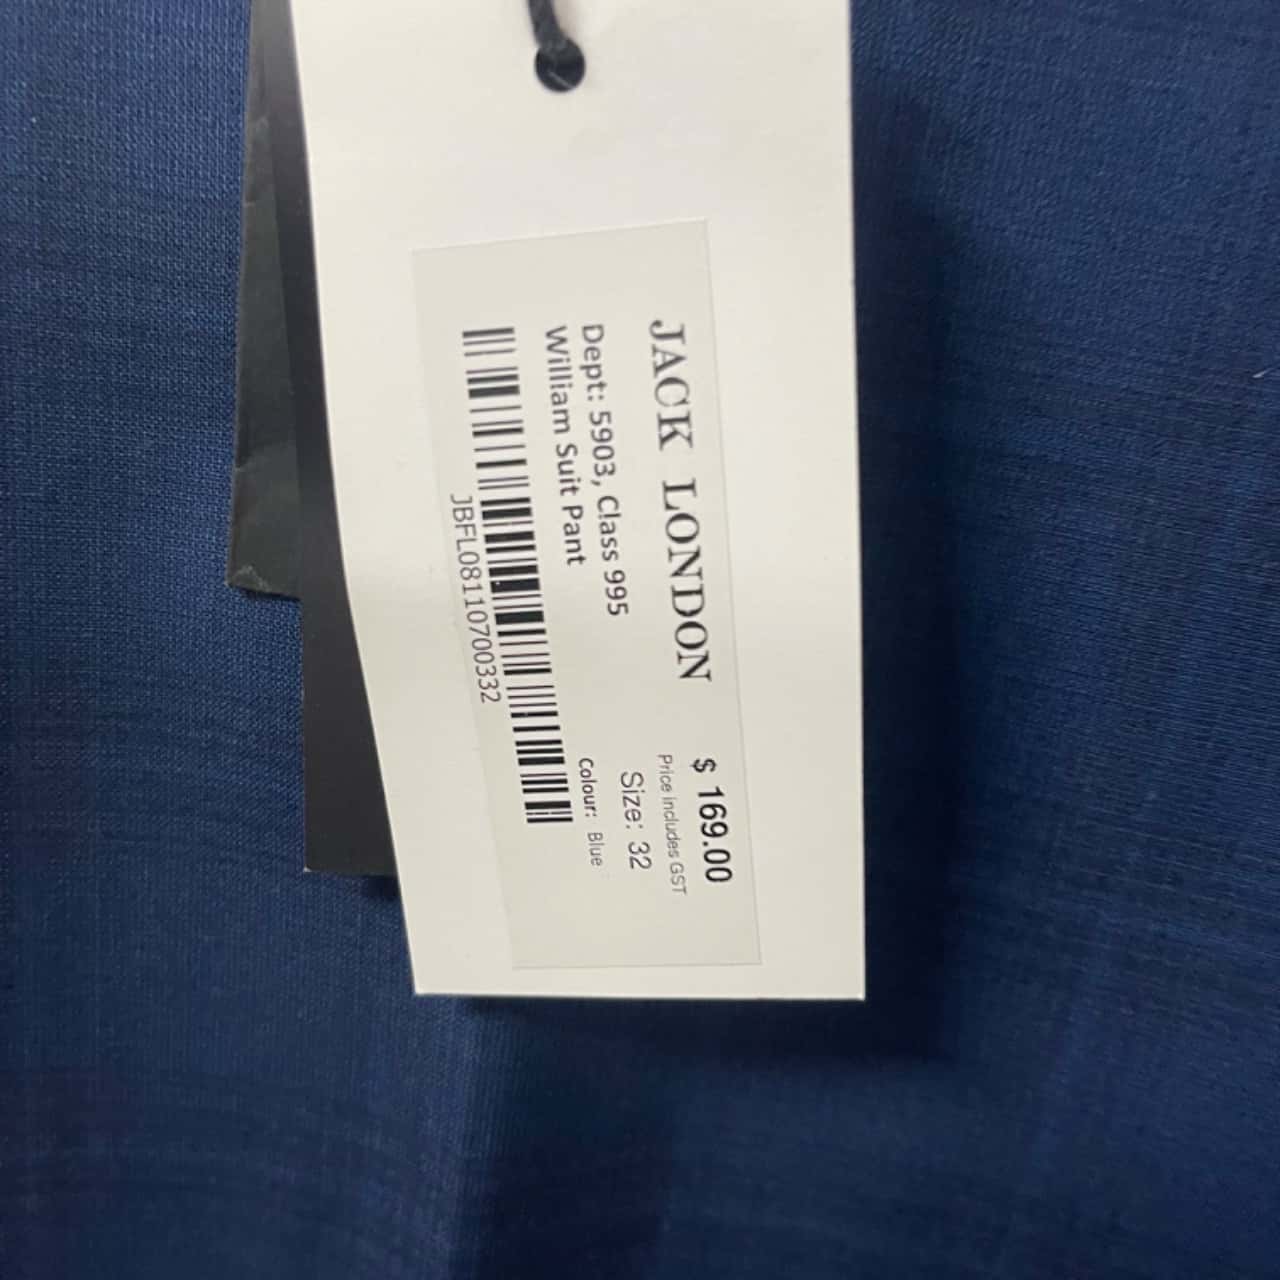 JACK LONDON
$ 169.00
Price includes GST
Dept: 5903, Class 995
Size: 32
William Suit Pant
Colour: Blue
JBFL08110700332